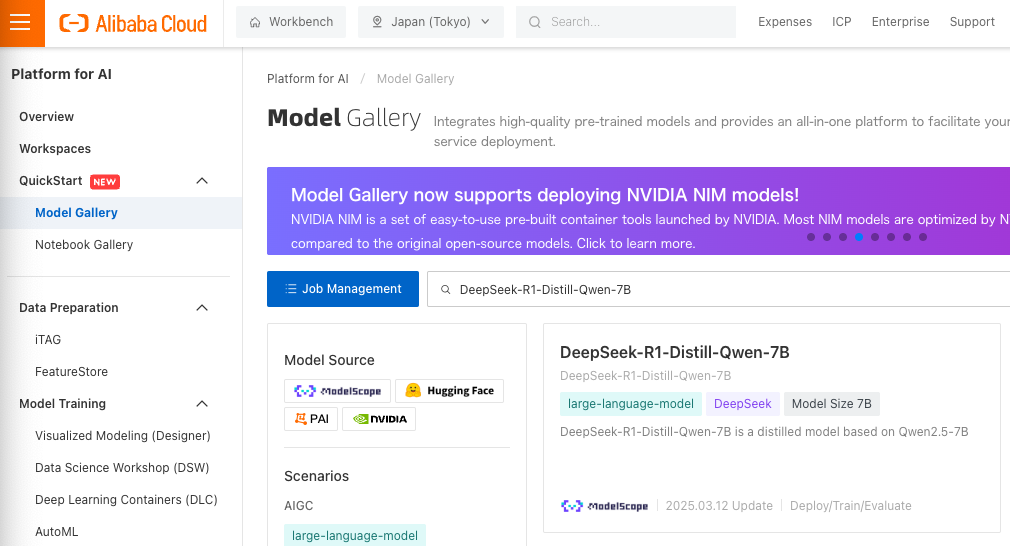 Alibaba Cloud
Workbench
Japan (Tokyo)
Search...
Expenses
ICP
Enterprise
Support
Platform for AI
Overview
Workspaces
QuickStart NEW
Model Gallery
Notebook Gallery
Data Preparation
iTAG
FeatureStore
Model Training
Visualized Modeling (Designer)
Data Science Workshop (DSW)
Deep Learning Containers (DLC)
AutoML
Platform for AI / Model Gallery
Model Gallery
Integrates high-quality pre-trained models and provides an all-in-one platform to facilitate your
service deployment.
Model Gallery now supports deploying NVIDIA NIM models!
NVIDIA NIM is a set of easy-to-use pre-built container tools launched by NVIDIA. Most NIM models are optimized by
compared to the original open-source models. Click to learn more.
Job Management
DeepSeek-R1-Distill-Qwen-7B
Model Source
ModelScope
Hugging Face
PAI
NVIDIA
Scenarios
AIGC
large-language-model
DeepSeek-R1-Distill-Qwen-7B
DeepSeek-R1-Distill-Qwen-7B
large-language-model DeepSeek Model Size 7B
DeepSeek-R1-Distill-Qwen-7B is a distilled model based on Qwen2.5-7B
ModelScope | 2025.03.12 Update | Deploy/Train/Evaluate